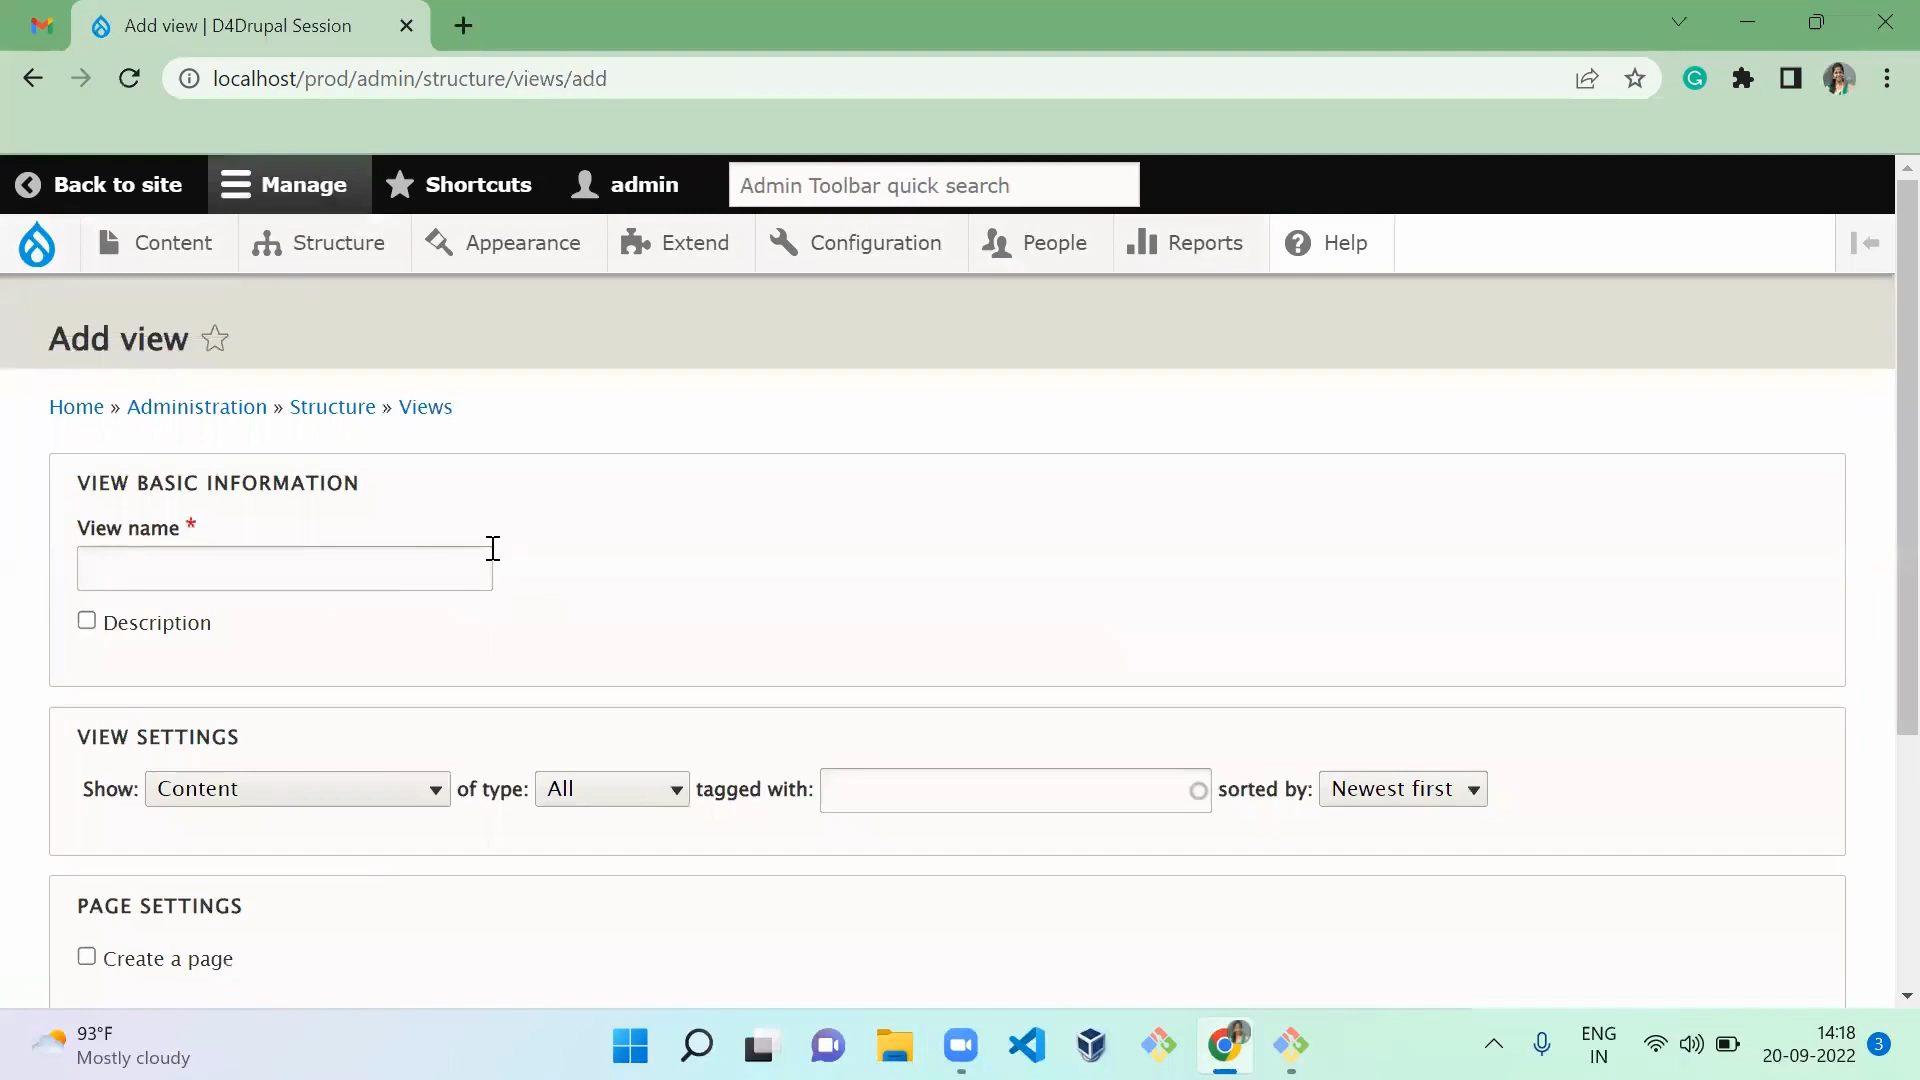 Add view | D4Drupal Session
localhost/prod/admin/structure/views/add
Back to site
Manage
Shortcuts
admin
Admin Toolbar quick search
Content
Structure
Appearance
Extend
Configuration
People
Reports
Help
Add view
Home » Administration » Structure » Views
VIEW BASIC INFORMATION
View name *
Description
VIEW SETTINGS
Show: Content of type: All tagged with: sorted by: Newest first
PAGE SETTINGS
Create a page
93°F
Mostly cloudy
ENG
IN
14:18
20-09-2022
3